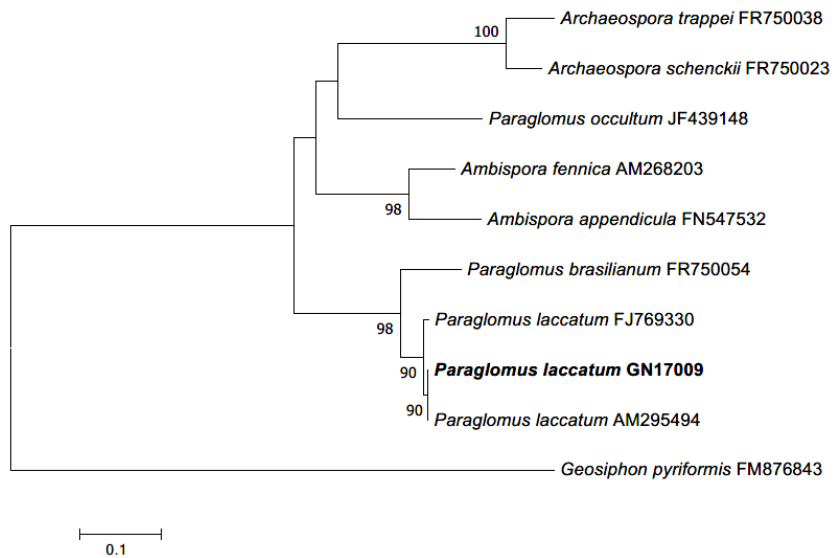 100
Archaeospora trappei FR750038
Archaeospora schenckii FR750023
Paraglomus occultum JF439148
Ambispora fennica AM268203
98
Ambispora appendicula FN547532
Paraglomus brasilianum FR750054
98
Paraglomus laccatum FJ769330
90
Paraglomus laccatum GN17009
90
Paraglomus laccatum AM295494
Geosiphon pyriformis FM876843
0.1